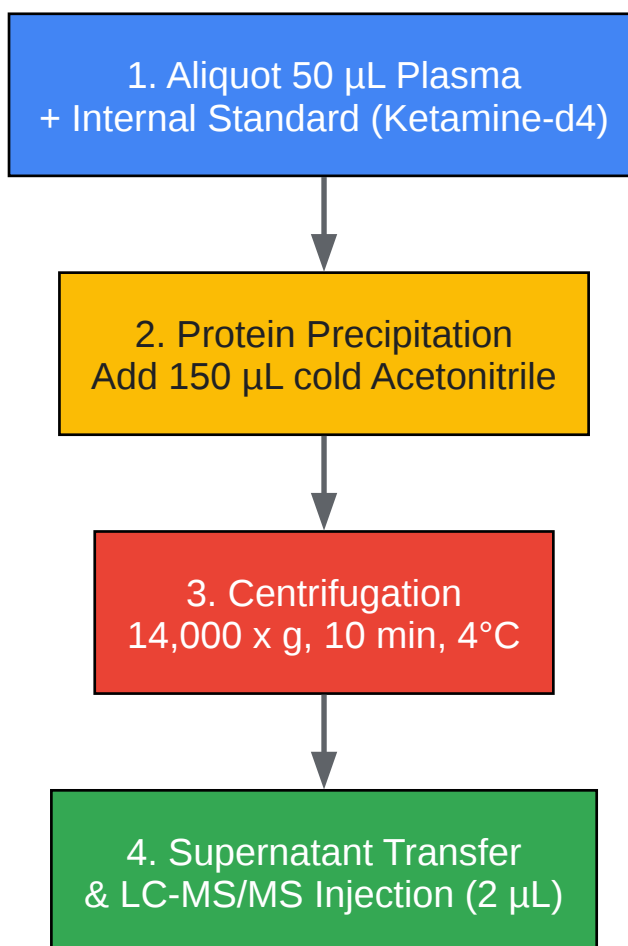 1. Aliquot 50 µL Plasma
+ Internal Standard (Ketamine-d4)
2. Protein Precipitation
Add 150 µL cold Acetonitrile
3. Centrifugation
14,000 x g, 10 min, 4°C
4. Supernatant Transfer
& LC-MS/MS Injection (2 µL)